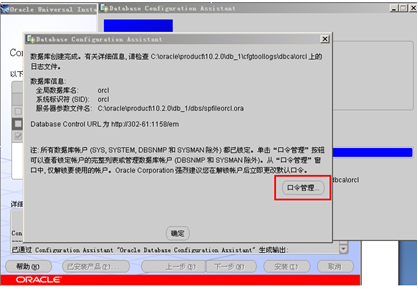 Oracle Universal Insta
Database Configuration Assistant
Database Configuration Assistant
数据库创建完成。有关详细信息, 请检查 C:\oracle\product\10.2.0\db_1\cfgtoollogs\dbca\orcl 上的
日志文件。
数据库信息:
全局数据库名: orcl
系统标识符 (SID): orcl
服务器参数文件名: C:\oracle\product\10.2.0\db_1/dbs/spfileorcl.ora
Database Control URL 为 http://302-61:1158/em
注: 所有数据库帐户 (SYS, SYSTEM, DBSNMP 和 SYSMAN 除外) 都已锁定。单击“口令管理” 按钮
可以查看锁定帐户的完整列表或管理数据库帐户 (DBSNMP 和 SYSMAN 除外)。从 “口令管理” 窗
口中, 仅解锁要使用的帐户。Oracle Corporation 强烈建议您在解锁帐户后立即更改默认口令。
口令管理...
确定
Co
以下
dbca\orcl
详细
Con
已通过 Configuration Assistant "Oracle Database Configuration Assistant" 生成输出:
帮助(H)
已安装产品(P)...
上一步(B)
下一步(N)
安装(I)
取消
ORACLE